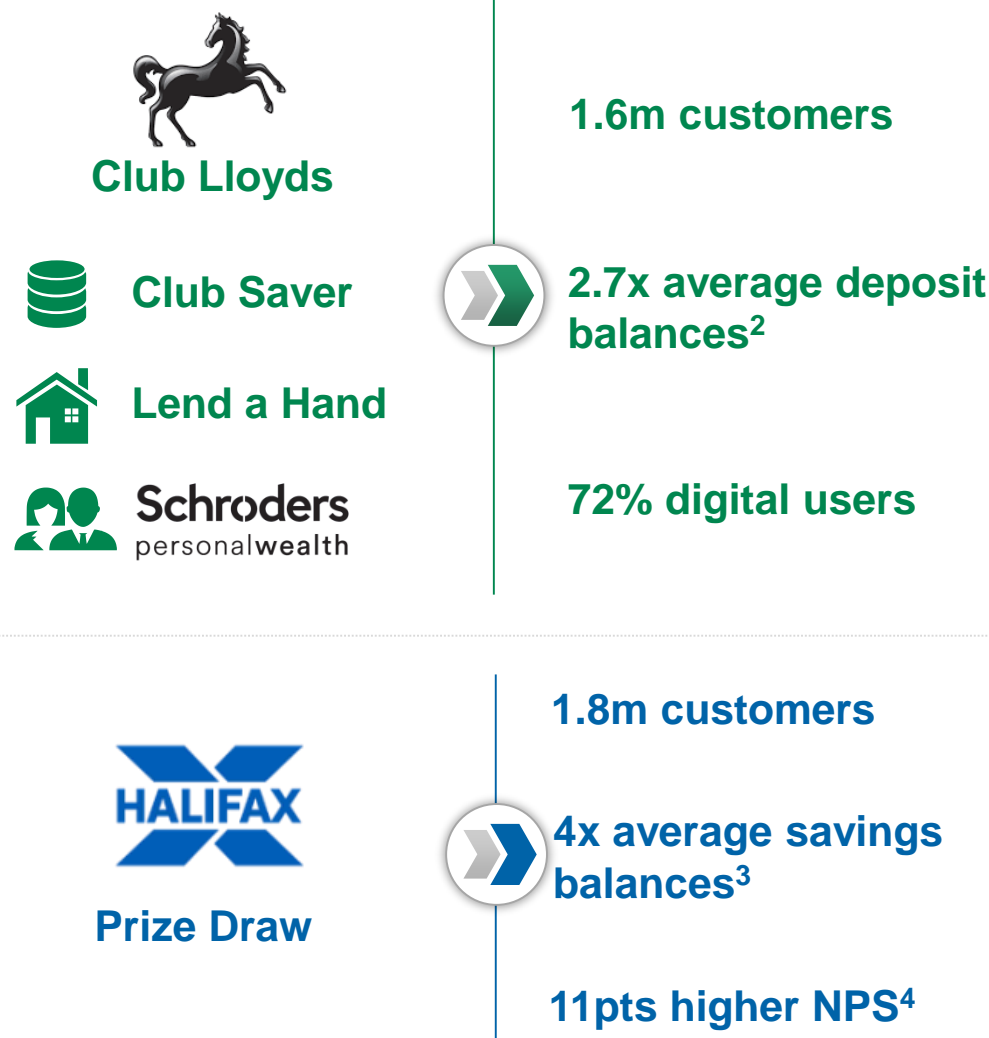 Club Lloyds
Club Saver
Lend a Hand
Schroders
personalwealth
1.6m customers
2.7x average deposit
balances²
72% digital users
HALIFAX
Prize Draw
1.8m customers
4x average savings
balances³
11pts higher NPS⁴